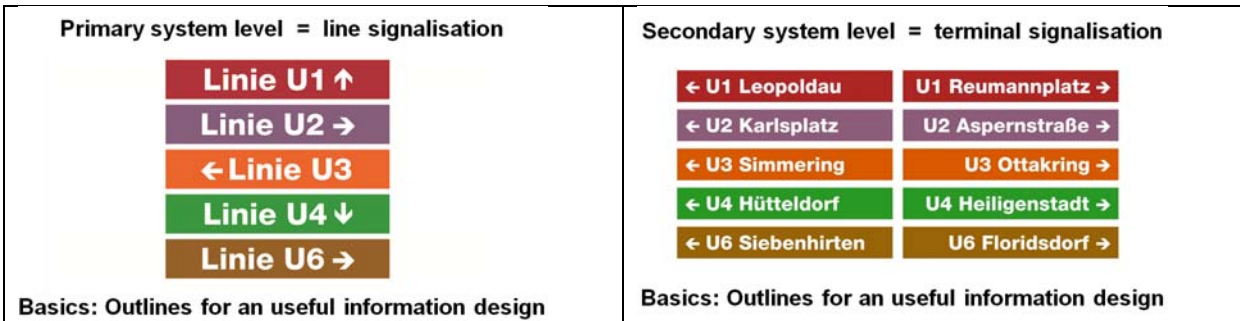 Primary system level = line signalisation
Linie U1 ↑
Linie U2 →
← Linie U3
Linie U4 ↓
Linie U6 →
Basics: Outlines for an useful information design
Secondary system level = terminal signalisation
← U1 Leopoldau
U1 Reumannplatz →
← U2 Karlsplatz
U2 Aspernstraße →
← U3 Simmering
U3 Ottakring →
← U4 Hütteldorf
U4 Heiligenstadt →
← U6 Siebenhirten
U6 Floridsdorf →
Basics: Outlines for an useful information design